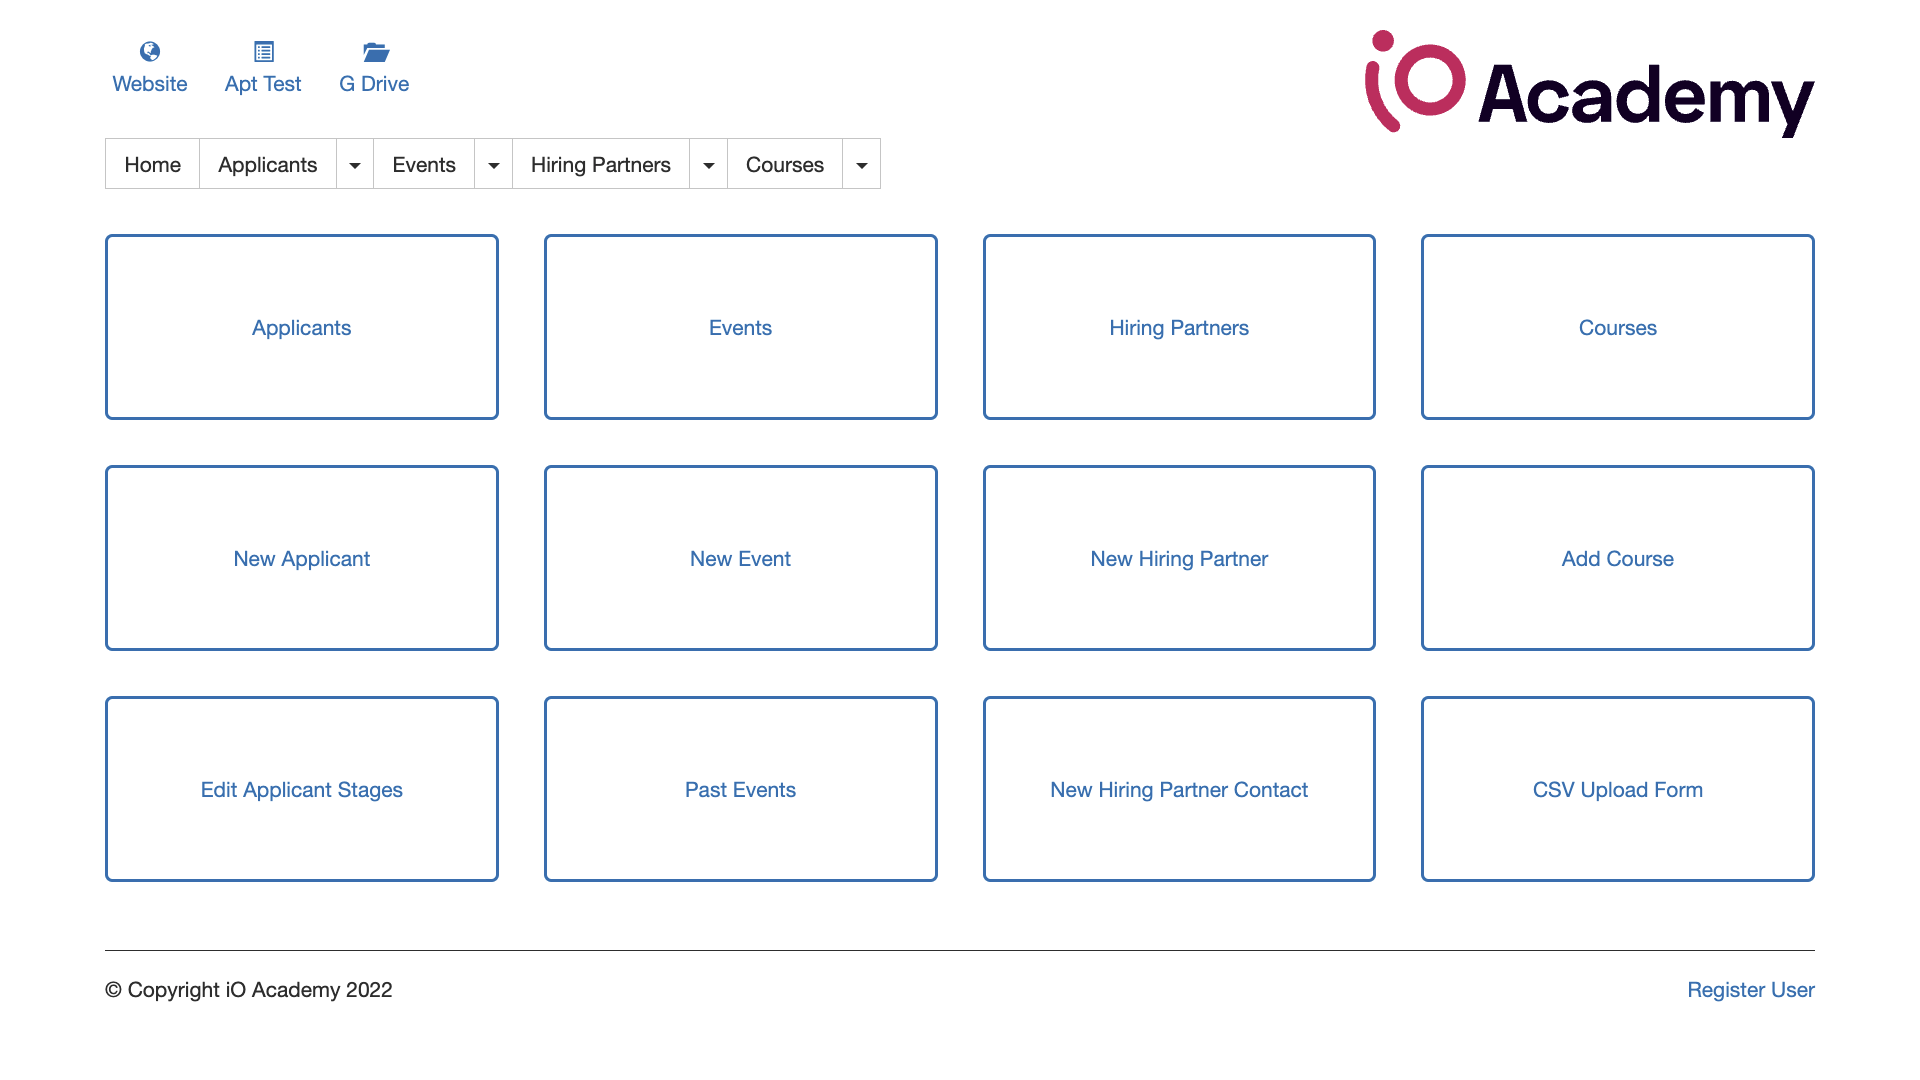 Website Apt Test G Drive
iO Academy
Home Applicants Events Hiring Partners Courses
Applicants Events Hiring Partners Courses
New Applicant New Event New Hiring Partner Add Course
Edit Applicant Stages Past Events New Hiring Partner Contact CSV Upload Form
© Copyright iO Academy 2022 Register User